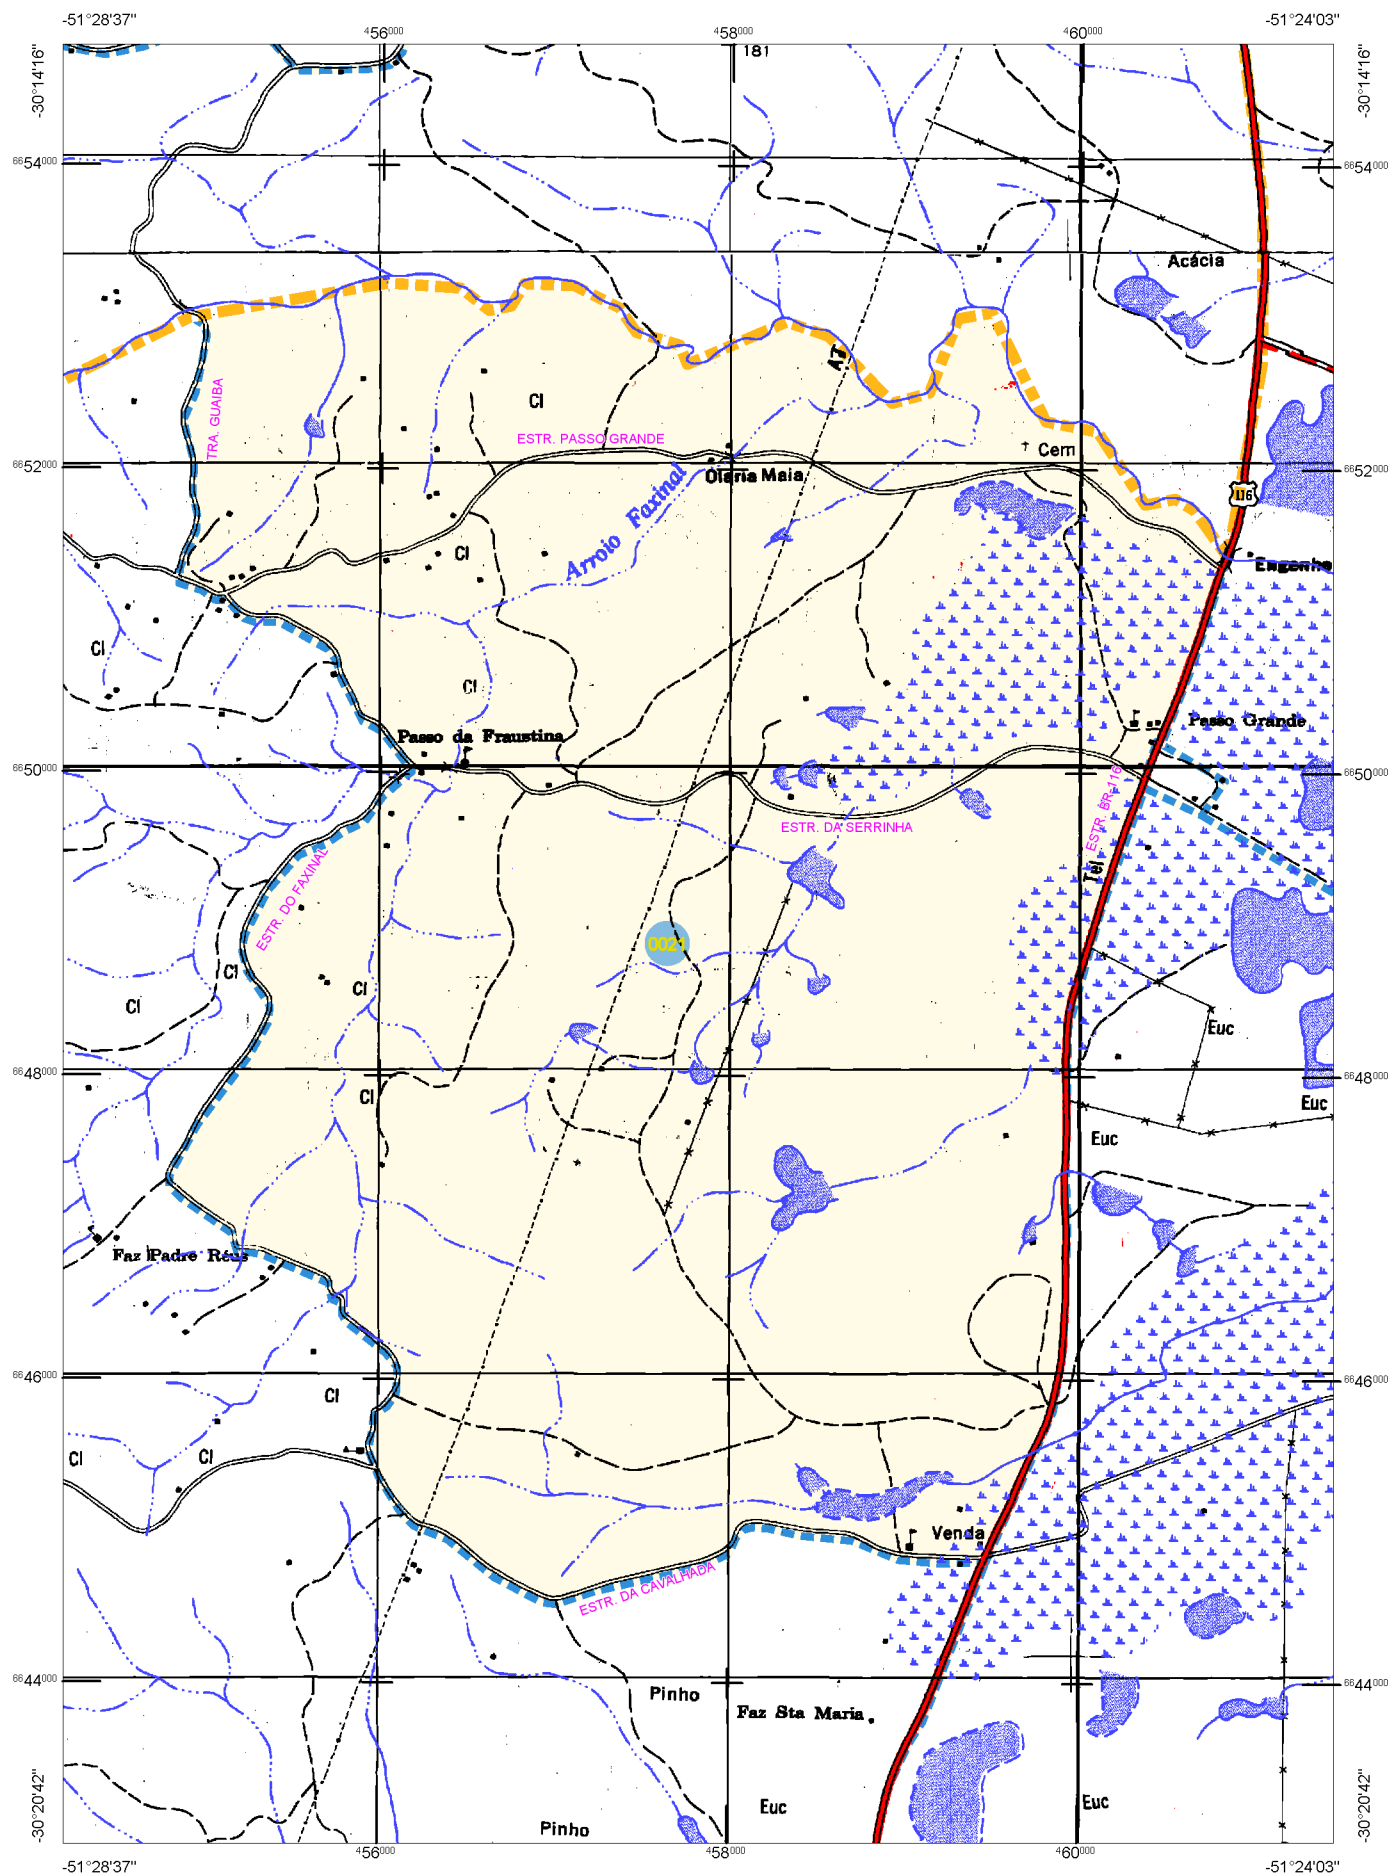 -51°28'37"
-51°24'03"
456000
458000
460000
-30°14'16"
-30°14'16"
181
6654000
6654000
Acácia
AT
TRA. GUAIBA
CI
ESTR. PASSO GRANDE
Cem
6652000
6652000
Olaria Maia
Arroio Faxinal
116
CI
Engenho
CI
CI
Passo Grande
Passo da Fraustina
6650000
6650000
ESTR. DA SERRINHA
ESTR. BR-116
Tel
ESTR. DO FAXINAL
0021
CI
CI
CI
Euc
6648000
6648000
CI
Euc
Euc
Faz Padre Réus
6646000
6646000
CI
CI
CI
Venda
ESTR. DA CAVALHADA
6644000
6644000
Pinho
Faz Sta Maria
Euc
Euc
Pinho
-30°20'42"
-30°20'42"
456000
458000
460000
-51°28'37"
-51°24'03"